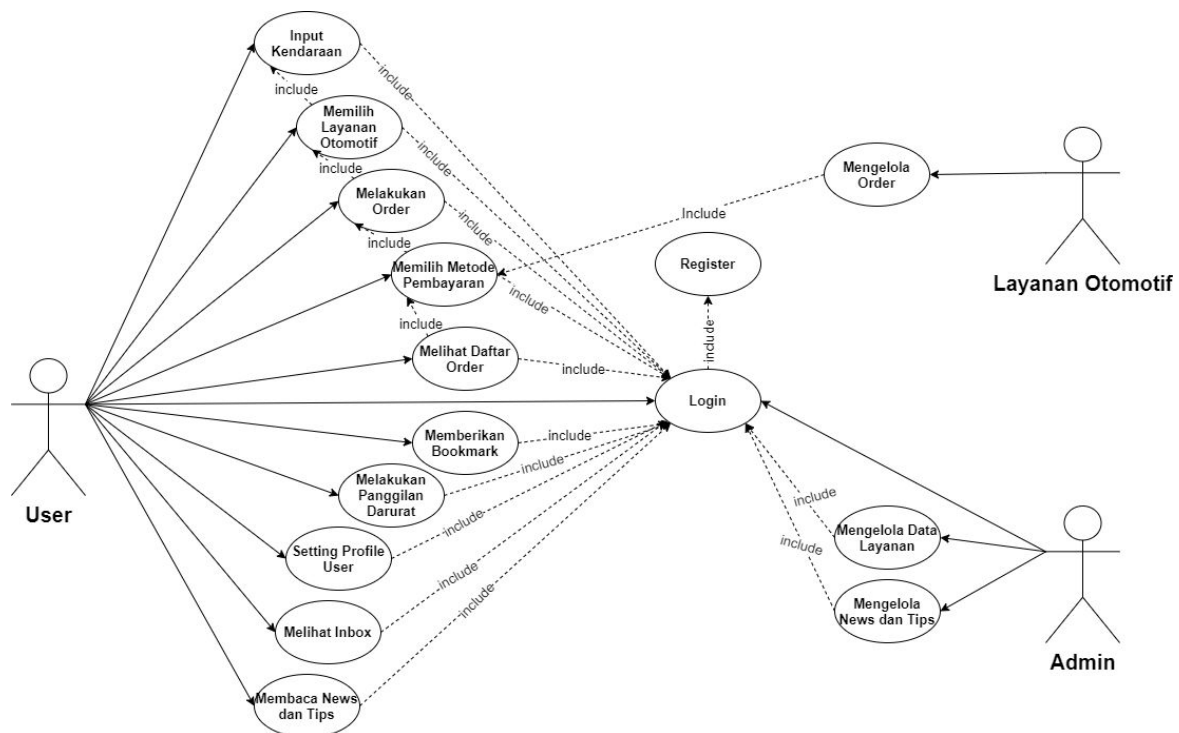 Input
Kendaraan
include
include
Memilih
Layanan
Otomotif
include
include
Melakukan
Order
include
include
Memilih Metode
Pembayaran
include
include
Melihat Daftar
Order
include
Mengelola
Order
Include
Layanan Otomotif
Register
include
Login
User
Memberikan
Bookmark
include
Melakukan
Panggilan
Darurat
include
Setting Profile
User
include
Melihat Inbox
include
Membaca News
dan Tips
include
include
Mengelola Data
Layanan
include
Mengelola
News dan Tips
Admin